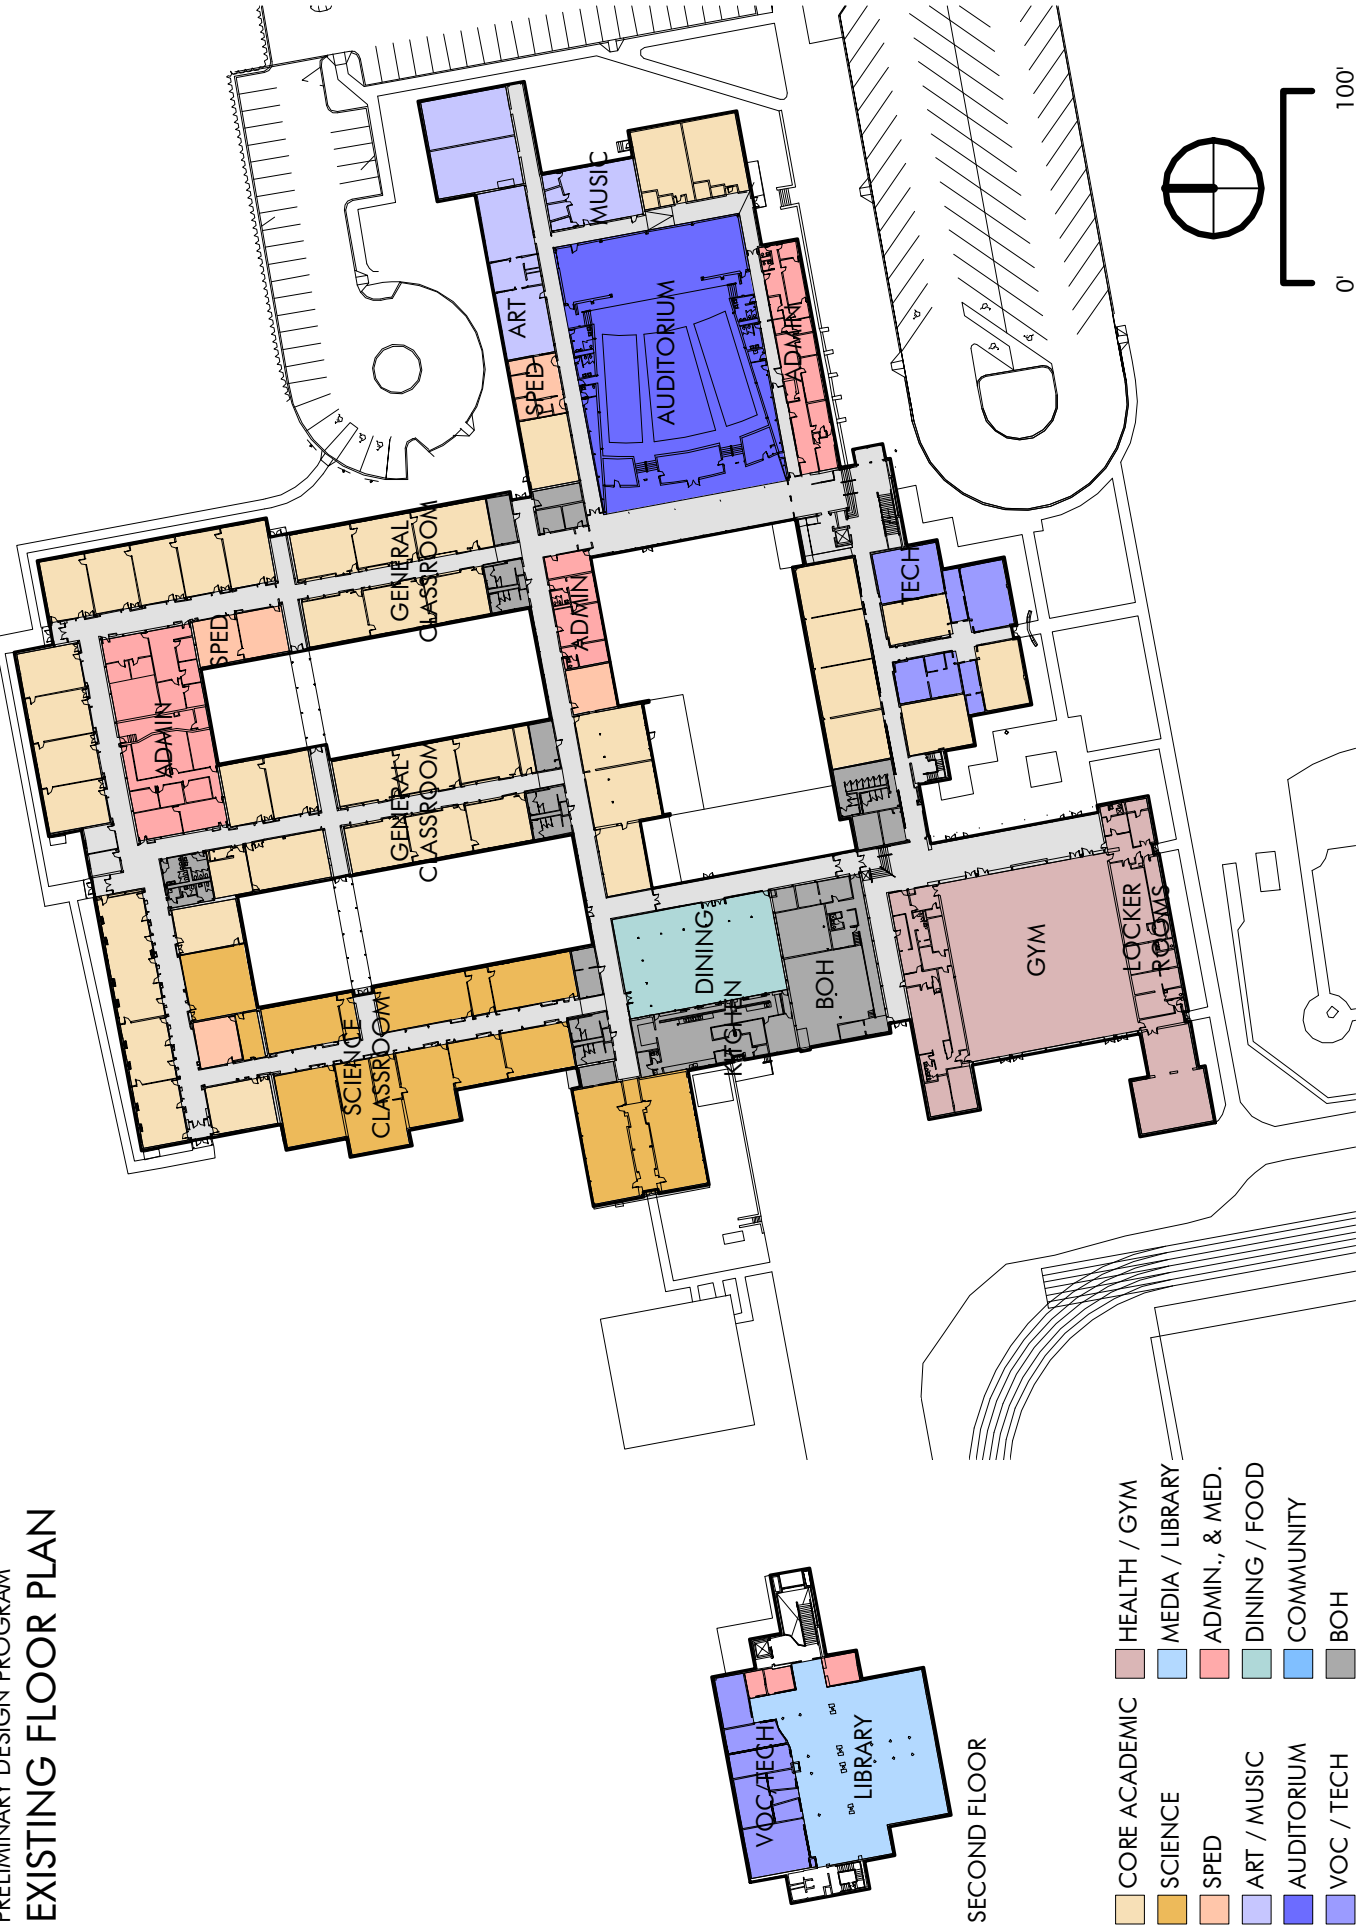 PRELIMINARY DESIGN PROGRAM
EXISTING FLOOR PLAN
ADMIN
SPED
GENERAL
CLASSROOM
GENERAL
CLASSROOM
SCIENCE
CLASSROOM
ART
SPED
MUSIC
AUDITORIUM
ADMIN
ADMIN
TECH
DINING
KITCHEN
BOH
GYM
LOCKER
ROOMS
VOC/TECH
LIBRARY
SECOND FLOOR
CORE ACADEMIC
SCIENCE
SPED
ART / MUSIC
AUDITORIUM
VOC / TECH
HEALTH / GYM
MEDIA / LIBRARY
ADMIN., & MED.
DINING / FOOD
COMMUNITY
BOH
0'
100'